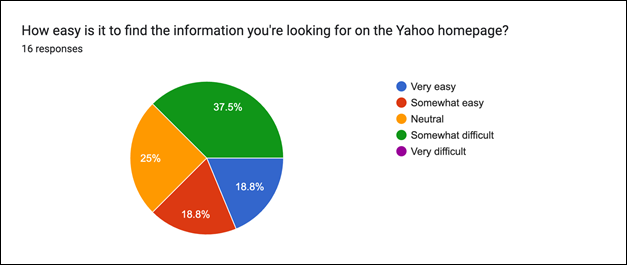 How easy is it to find the information you're looking for on the Yahoo homepage?
16 responses
37.5%
25%
18.8%
18.8%
Very easy
Somewhat easy
Neutral
Somewhat difficult
Very difficult